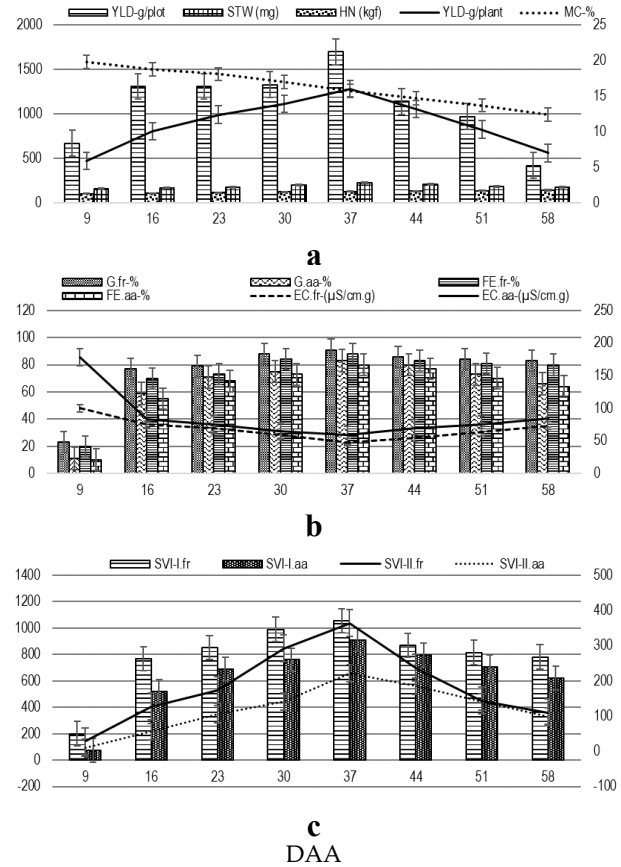 YLD-g/plot STW (mg) HN (kgf) YLD-g/plant MC-%
2000 25
1500 20
15
1000
10
500 5
0 0
9 16 23 30 37 44 51 58
a
G.fr-% G.aa-% FE.fr-%
FE.aa-% EC.fr-(µS/cm.g) EC.aa-(µS/cm.g)
120 250
100 200
80 150
60
100
40
20 50
0 0
9 16 23 30 37 44 51 58
b
SVI-I.fr SVI-I.aa SVI-II.fr SVI-II.aa
1400 500
1200 400
1000 300
800
600 200
400 100
200
0 0
-200 -100
9 16 23 30 37 44 51 58
c
DAA